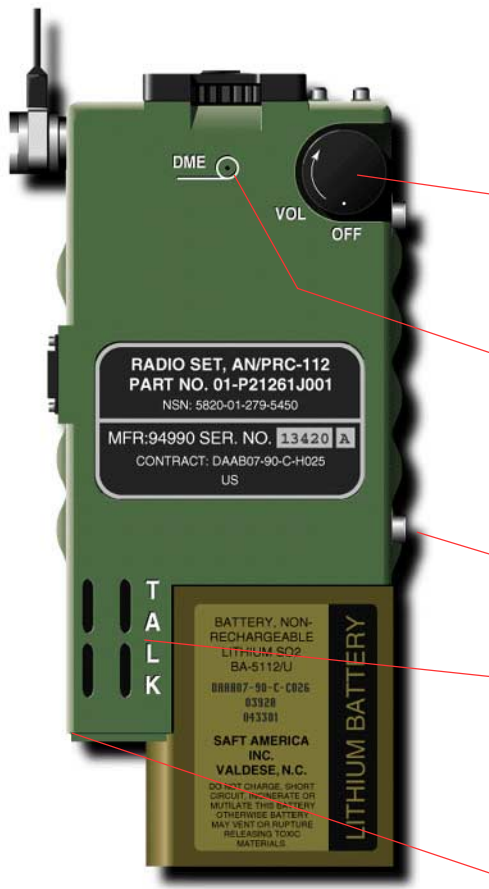 DME
VOL
OFF
RADIO SET, AN/PRC-112
PART NO. 01-P21261J001
NSN: 5820-01-279-5450
MFR:94990 SER. NO. 13420 A
CONTRACT: DAAB07-90-C-H025
US
TALK
BATTERY, NON-
RECHARGEABLE
LITHIUM SO2
BA-5112/U
DAAB07-90-C-C026
03920
043301
SAFT AMERICA
INC.
VALDESE, N.C.
DO NOT CHARGE, SHORT
CIRCUIT, INCINERATE OR
MUTILATE THIS BATTERY
OTHERWISE BATTERY
MAY VENT OR RUPTURE
RELEASING TOXIC
MATERIALS
LITHIUM BATTERY